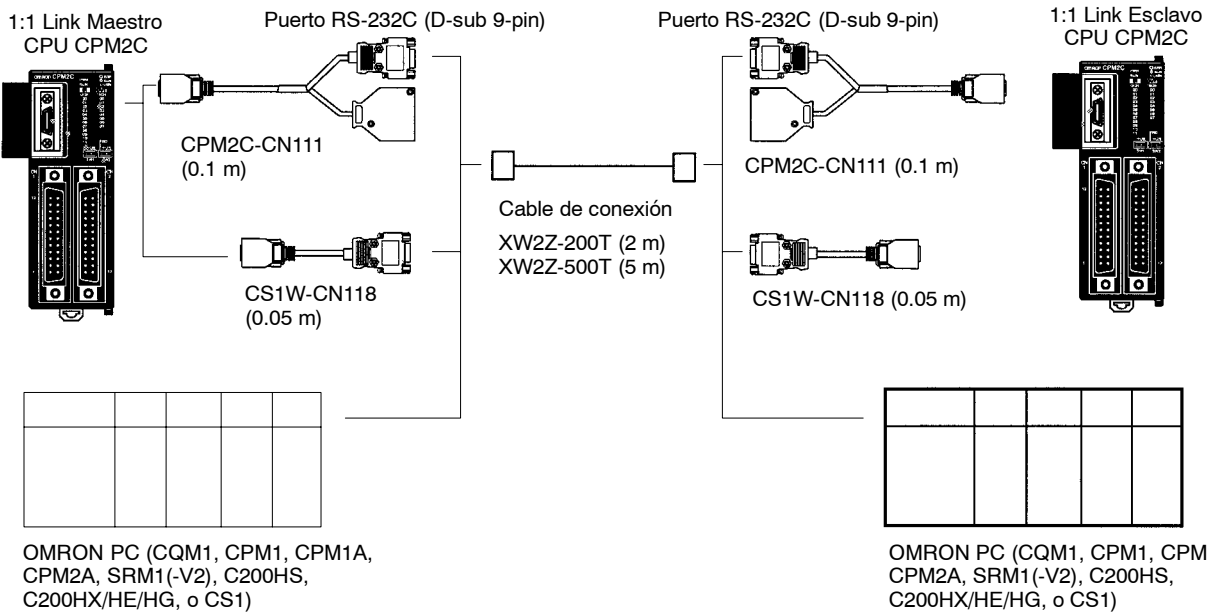 1:1 Link Maestro
CPU CPM2C
Puerto RS-232C (D-sub 9-pin)
Puerto RS-232C (D-sub 9-pin)
1:1 Link Esclavo
CPU CPM2C
OMRON CPM2C
CPM2C
CPM2C-CN111
(0.1 m)
CPM2C-CN111 (0.1 m)
Cable de conexión
XW2Z-200T (2 m)
XW2Z-500T (5 m)
CS1W-CN118
(0.05 m)
CS1W-CN118 (0.05 m)
OMRON PC (CQM1, CPM1, CPM1A,
CPM2A, SRM1(-V2), C200HS,
C200HX/HE/HG, o CS1)
OMRON PC (CQM1, CPM1, CPM
CPM2A, SRM1(-V2), C200HS,
C200HX/HE/HG, o CS1)